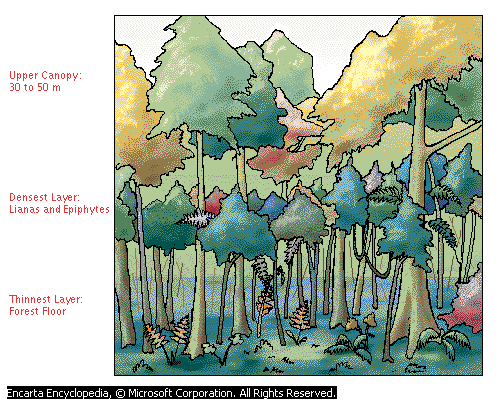 Upper Canopy:
30 to 50 m
Densest Layer:
Lianas and Epiphytes
Thinnest Layer:
Forest Floor
Encarta Encyclopedia, © Microsoft Corporation. All Rights Reserved.